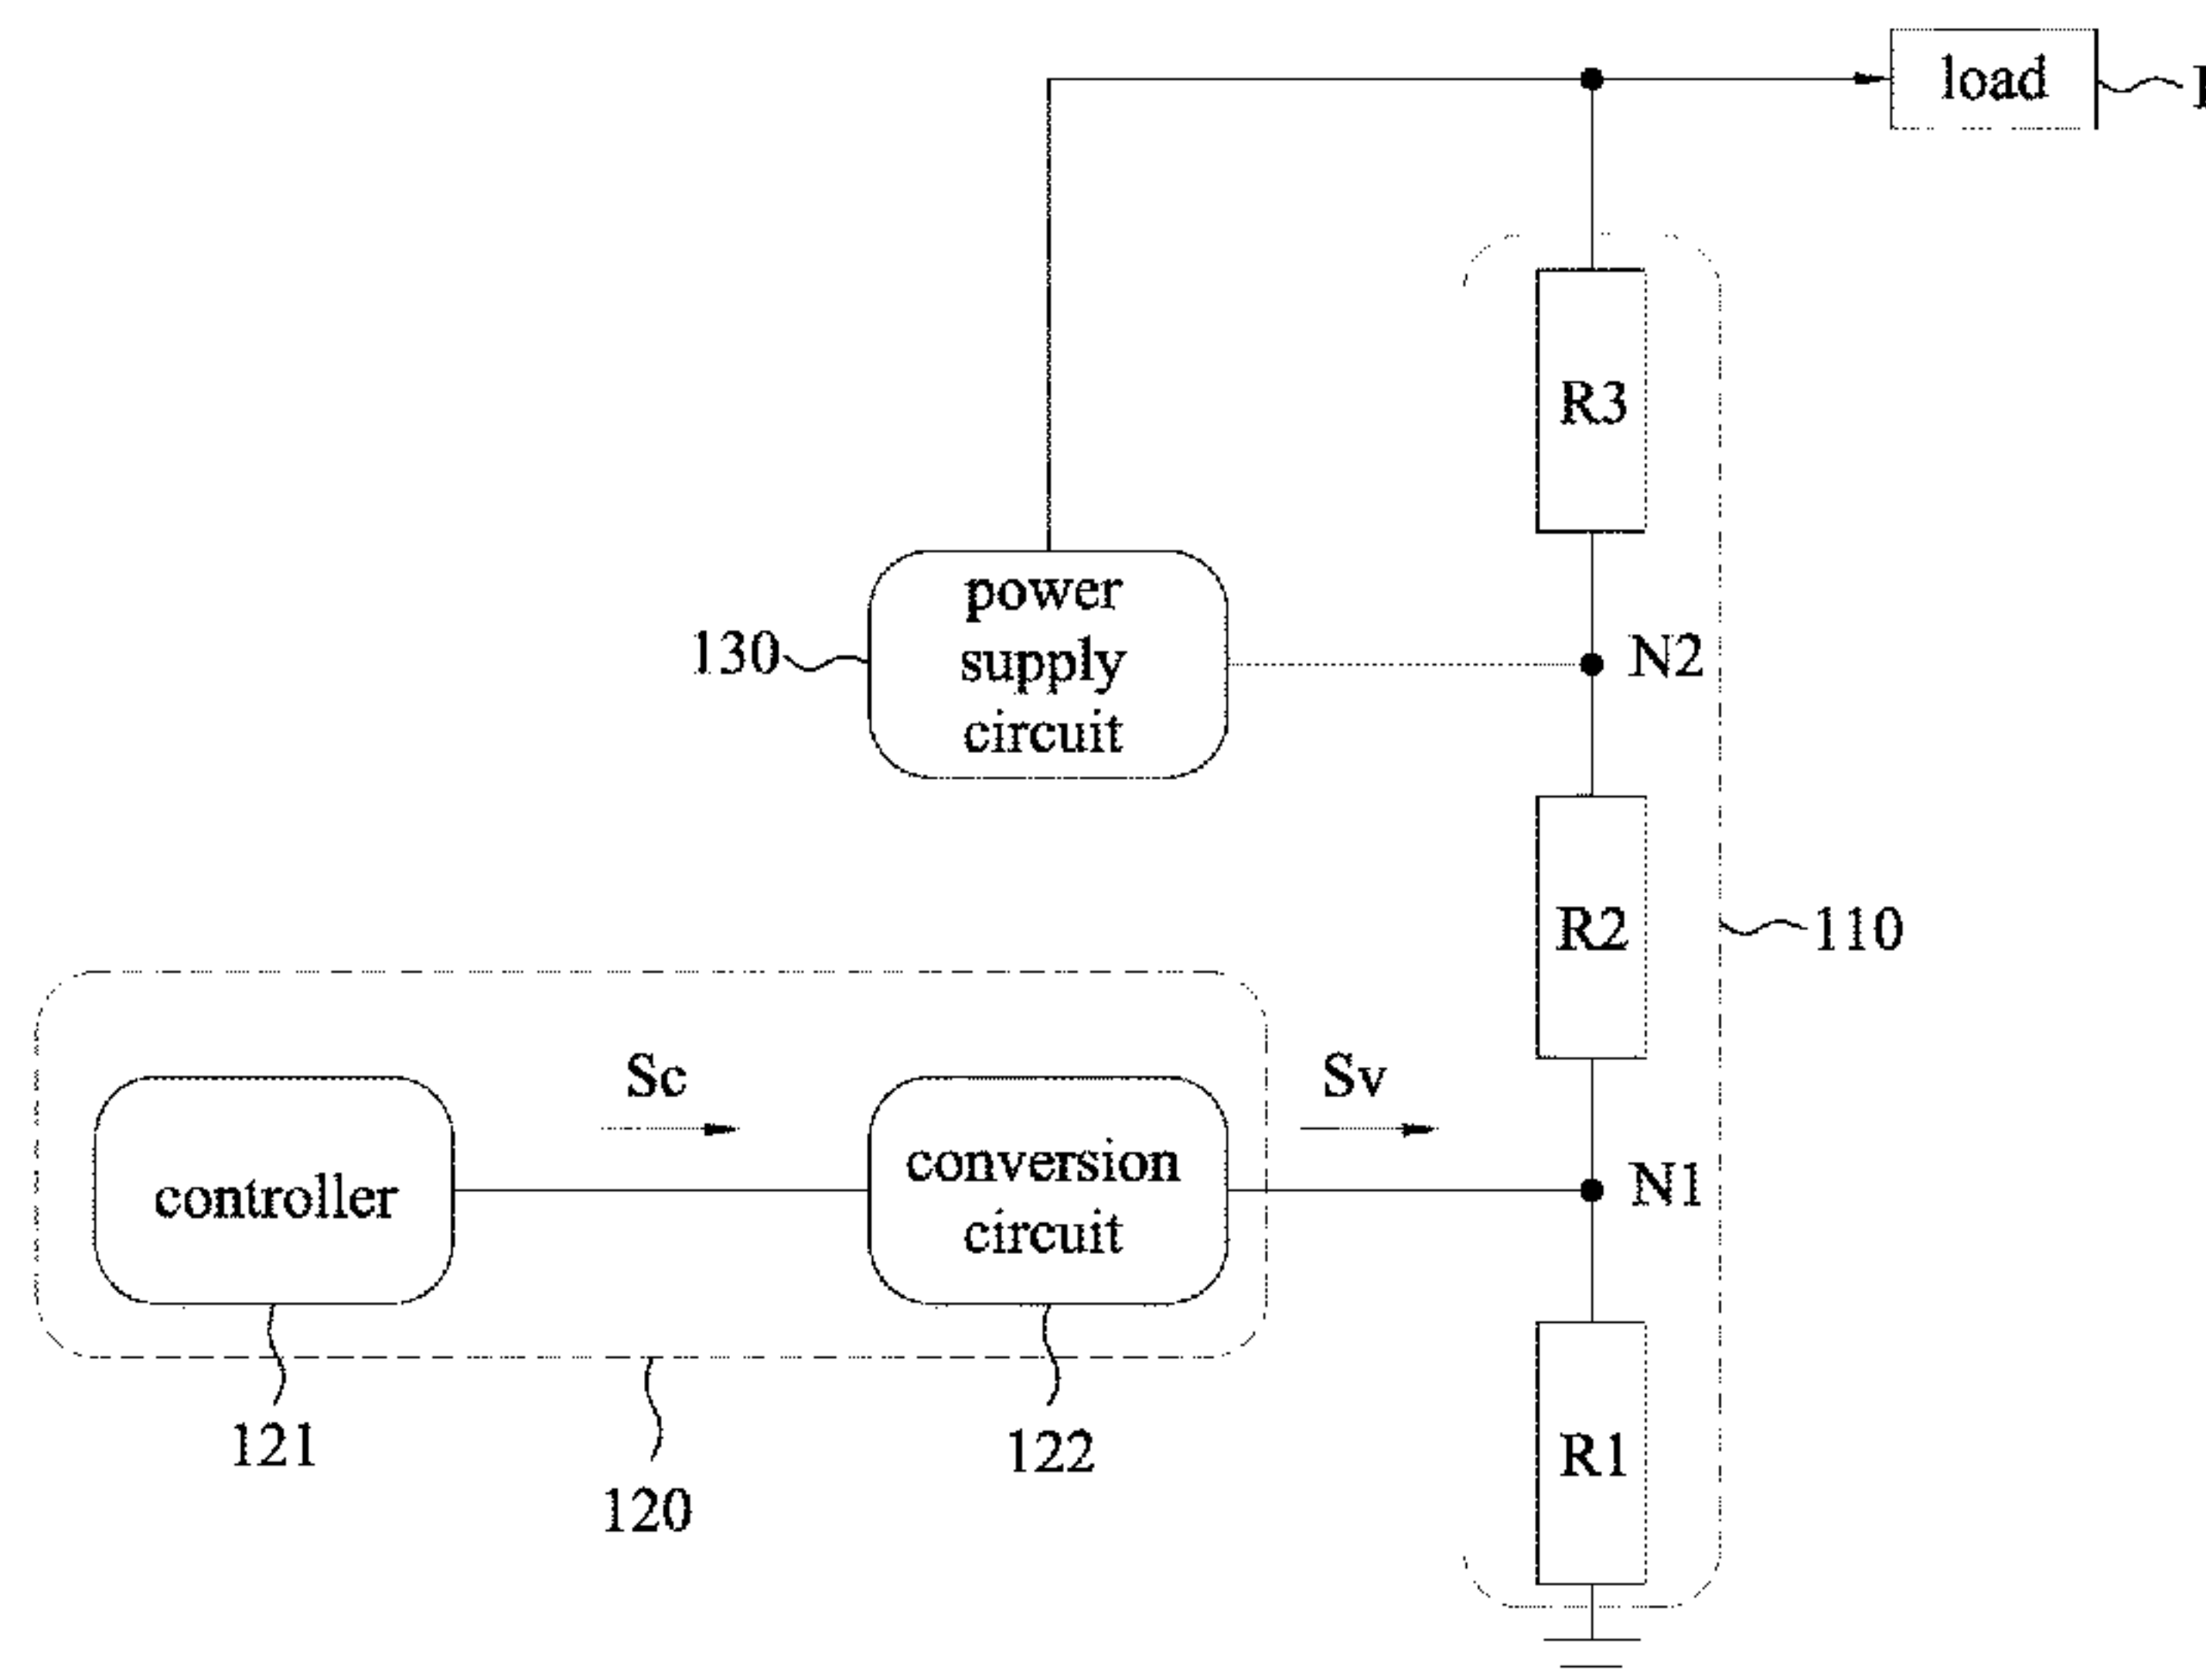 load
R3
power
supply
circuit
130
N2
R2
110
Sc
Sv
controller
conversion
circuit
N1
121
122
120
R1